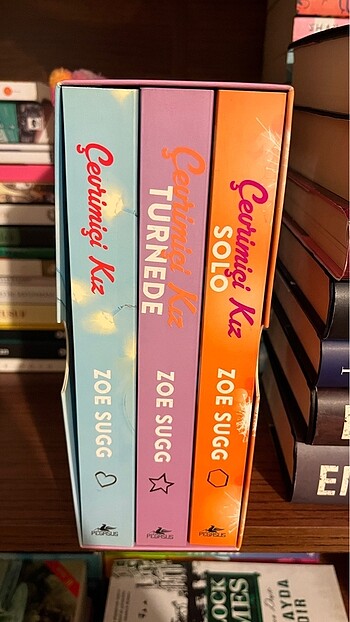 Çevrimiçi Kız
ZOE SUGG
PEGASUS
Çevrimiçi Kız
TURNEDE
ZOE SUGG
PEGASUS
Çevrimiçi Kız
SOLO
ZOE SUGG
PEGASUS